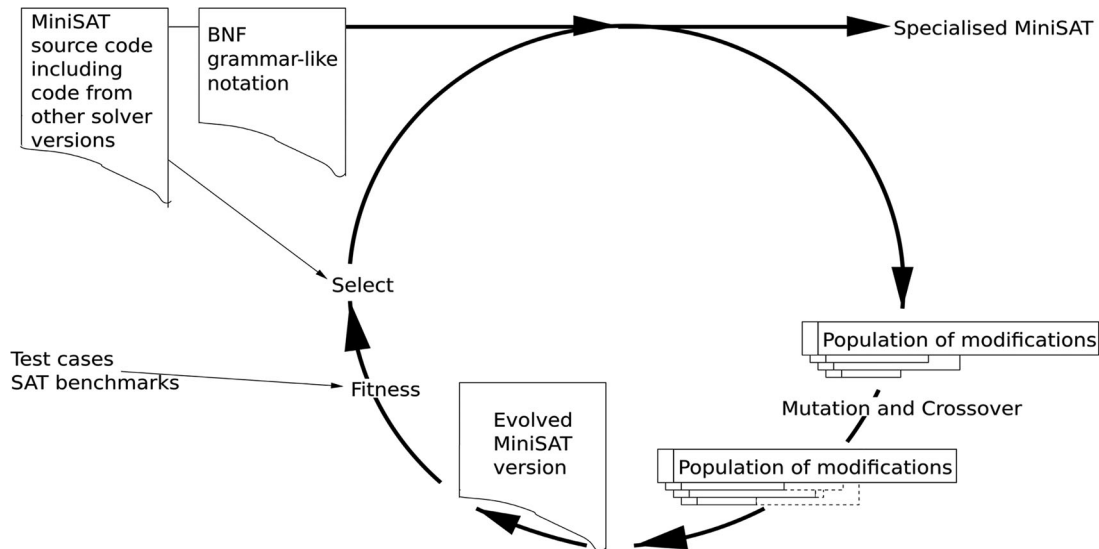 MiniSAT
source code
including
code from
other solver
versions
BNF
grammar-like
notation
Specialised MiniSAT
Select
Test cases
SAT benchmarks
Fitness
Population of modifications
Mutation and Crossover
Evolved
MiniSAT
version
Population of modifications